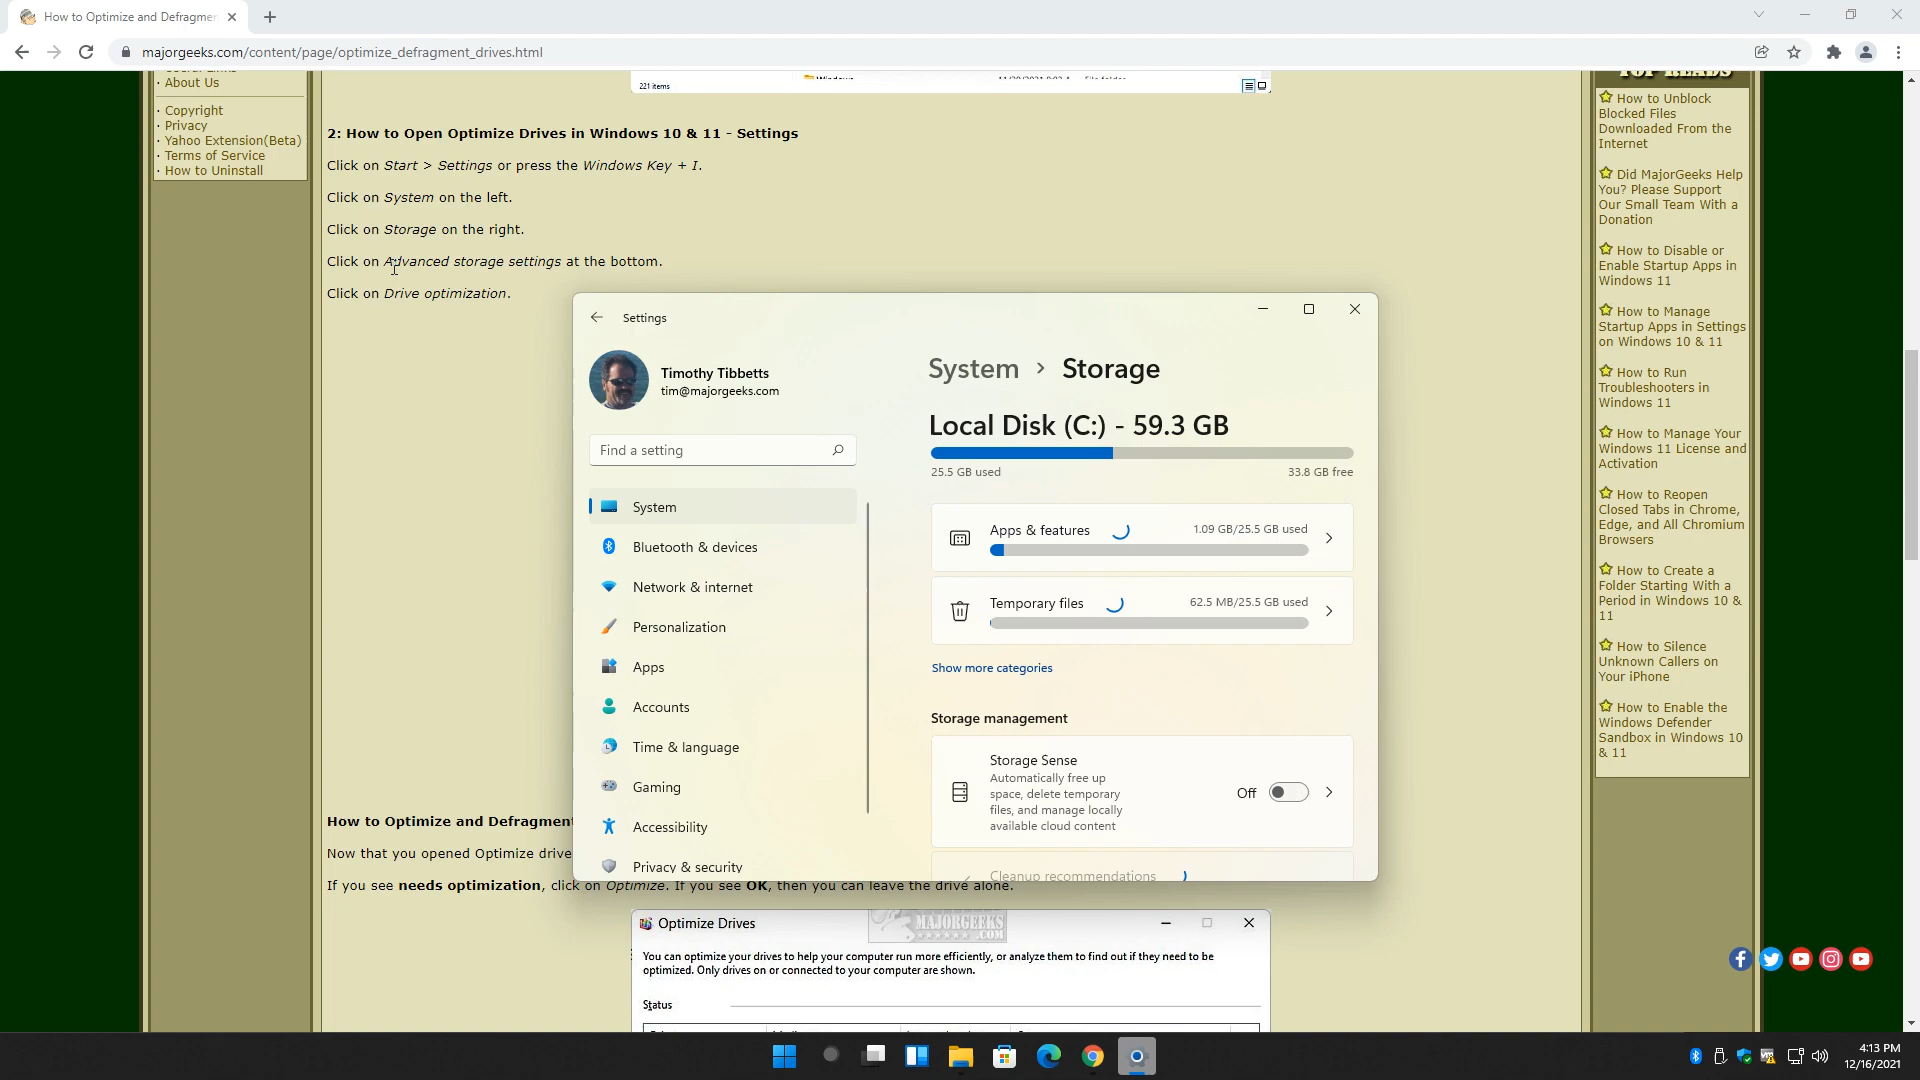 How to Optimize and Defragmen
majorgeeks.com/content/page/optimize_defragment_drives.html
About Us
Copyright
Privacy
Yahoo Extension(Beta)
Terms of Service
How to Uninstall
221 items
2: How to Open Optimize Drives in Windows 10 & 11 - Settings
Click on Start > Settings or press the Windows Key + I.
Click on System on the left.
Click on Storage on the right.
Click on Advanced storage settings at the bottom.
Click on Drive optimization.
Settings
Timothy Tibbetts
tim@majorgeeks.com
Find a setting
System
Bluetooth & devices
Network & internet
Personalization
Apps
Accounts
Time & language
Gaming
Accessibility
Privacy & security
System > Storage
Local Disk (C:) - 59.3 GB
25.5 GB used 33.8 GB free
Apps & features 1.09 GB/25.5 GB used
Temporary files 62.5 MB/25.5 GB used
Show more categories
Storage management
Storage Sense
Automatically free up
space, delete temporary
files, and manage locally
available cloud content
Off
Cleanup recommendations
How to Optimize and Defragment
Now that you opened Optimize drive
If you see needs optimization, click on Optimize. If you see OK, then you can leave the drive alone.
Optimize Drives
MAJORGEEKS
.COM
You can optimize your drives to help your computer run more efficiently, or analyze them to find out if they need to be
optimized. Only drives on or connected to your computer are shown.
Status
TOP READS
How to Unblock
Blocked Files
Downloaded From the
Internet
Did MajorGeeks Help
You? Please Support
Our Small Team With a
Donation
How to Disable or
Enable Startup Apps in
Windows 11
How to Manage
Startup Apps in Settings
on Windows 10 & 11
How to Run
Troubleshooters in
Windows 11
How to Manage Your
Windows 11 License and
Activation
How to Reopen
Closed Tabs in Chrome,
Edge, and All Chromium
Browsers
How to Create a
Folder Starting With a
Period in Windows 10 &
11
How to Silence
Unknown Callers on
Your iPhone
How to Enable the
Windows Defender
Sandbox in Windows 10
& 11
4:13 PM
12/16/2021